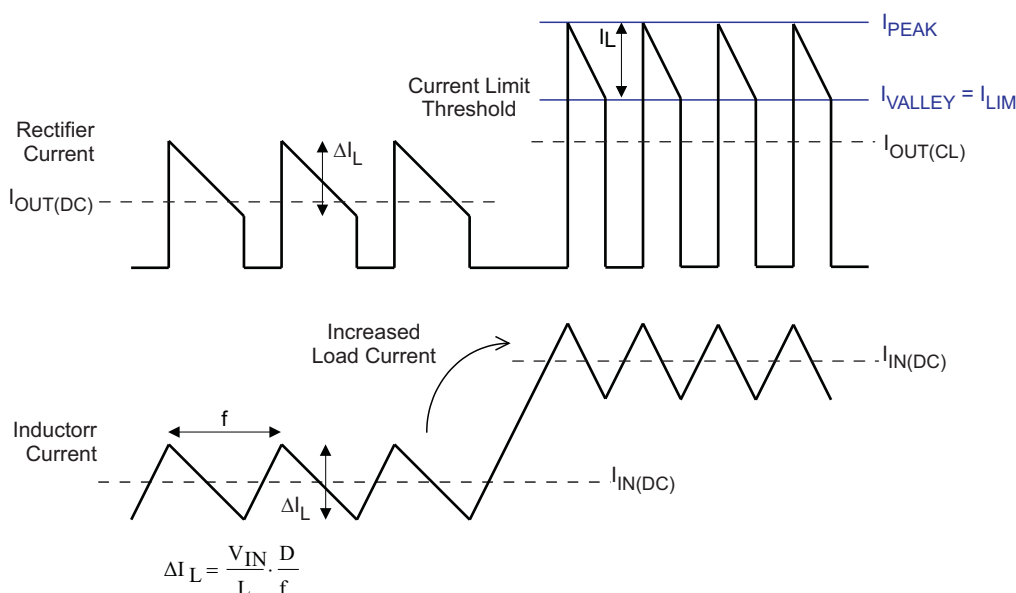 I_L
I_PEAK
Current Limit
Threshold
I_VALLEY = I_LIM
Rectifier
Current
ΔI_L
I_OUT(CL)
I_OUT(DC)
Increased
Load Current
I_IN(DC)
f
Inductorr
Current
ΔI_L
I_IN(DC)
ΔI_L = V_IN/L · D/f